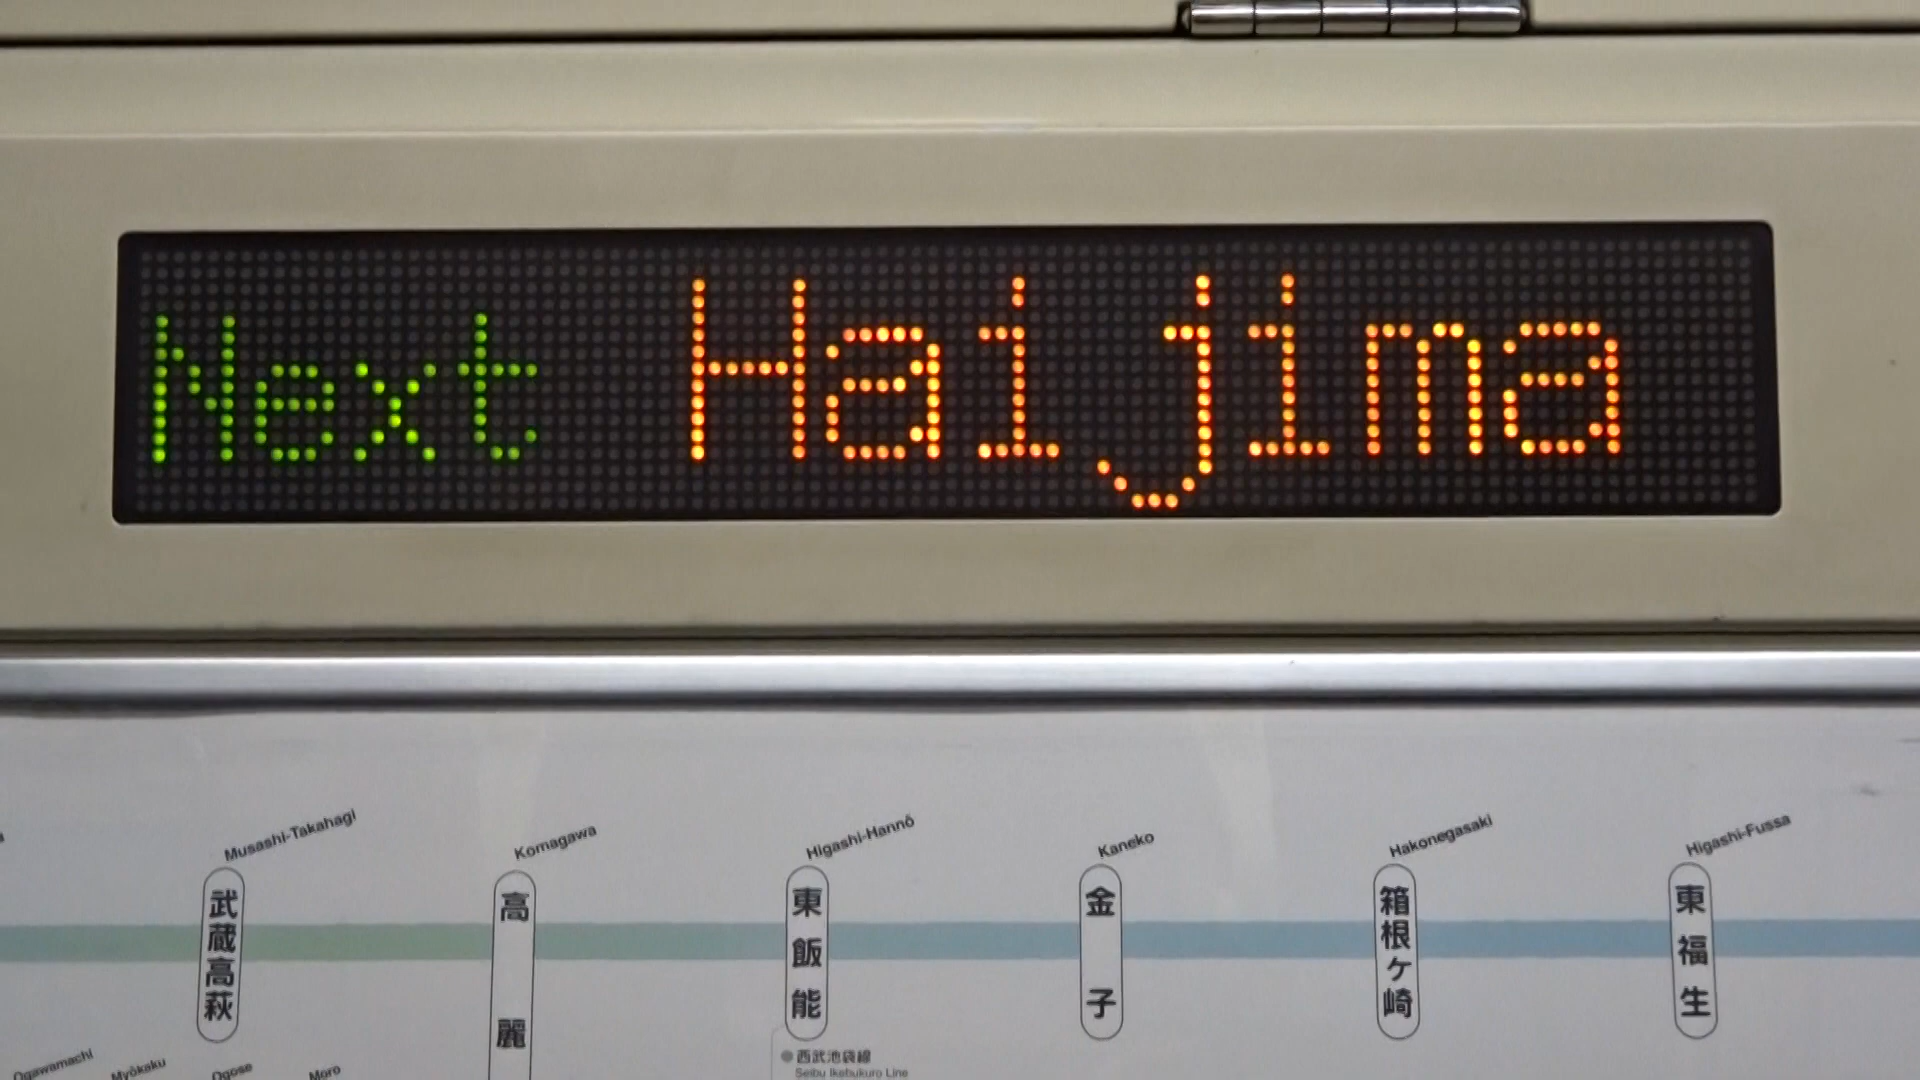 Next Haijima
Musashi-Takahagi
武蔵高萩
Komagawa
高麗
Higashi-Hannō
東飯能
Kaneko
金子
Hakonegasaki
箱根ケ崎
Higashi-Fussa
東福生
Ogawamachi
Myōkaku
Ogose
Moro
西武池袋線
Seibu Ikebukuro Line